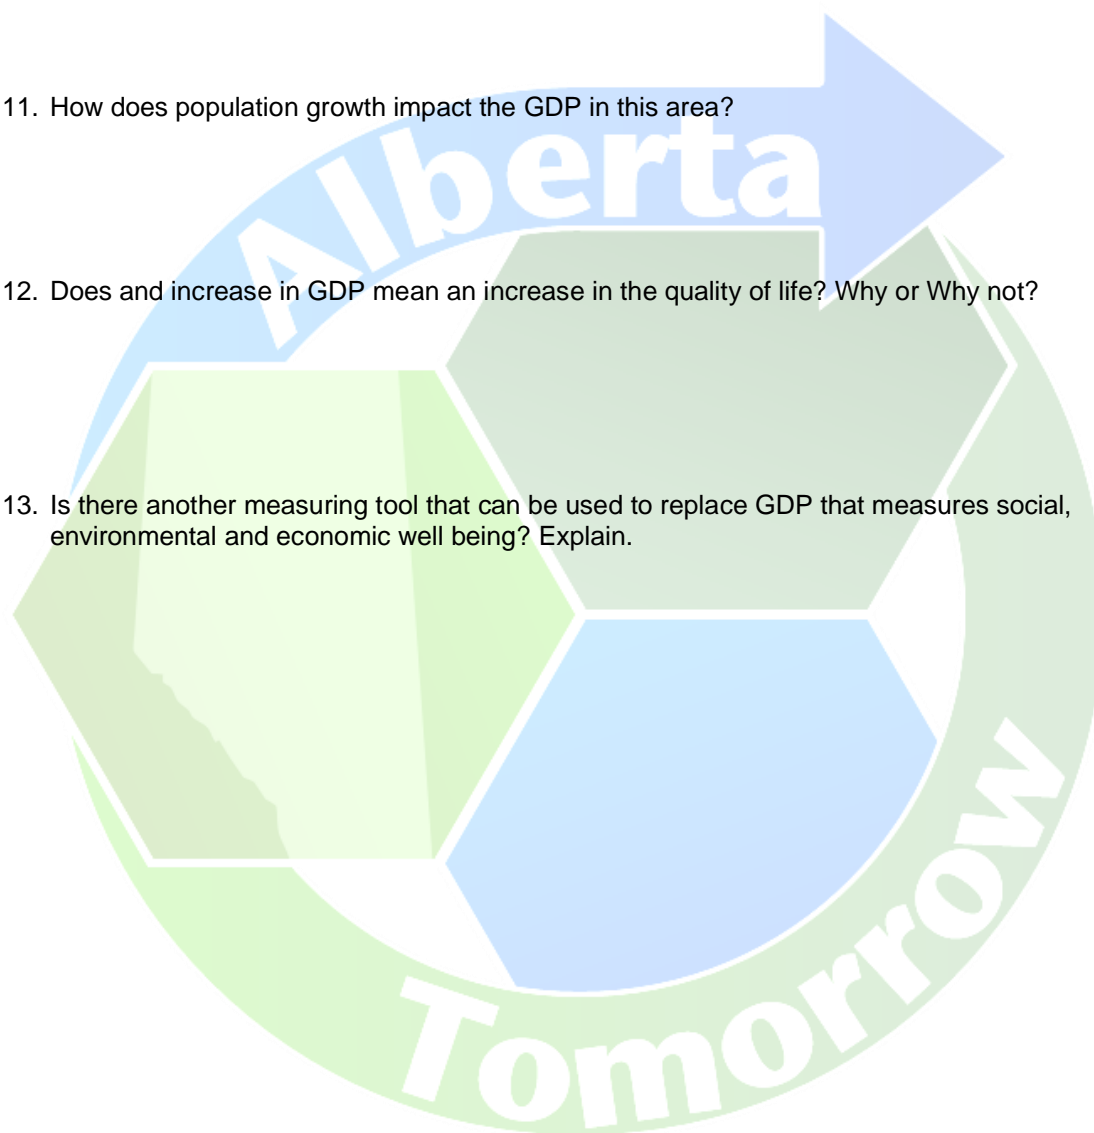 11. How does population growth impact the GDP in this area?
12. Does and increase in GDP mean an increase in the quality of life? Why or Why not?
13. Is there another measuring tool that can be used to replace GDP that measures social,
environmental and economic well being? Explain.
Alberta
Tomorrow